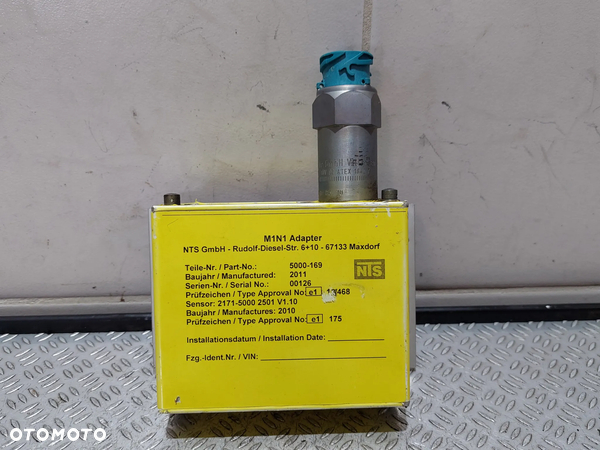 M1N1 Adapter
NTS GmbH - Rudolf-Diesel-Str. 6+10 - 67133 Maxdorf
Teile-Nr. / Part-No.: 5000-169
NTS
Baujahr / Manufactured: 2011
Serien-Nr. / Serial No.: 00126
Prüfzeichen / Type Approval No: e1
Sensor: 2171-5000 2501 V1.10
Baujahr / Manufactures: 2010
Prüfzeichen / Type Approval No: e1 175
Installationsdatum / Installation Date:
Fzg.-Ident.Nr. / VIN:
OTOMOTO